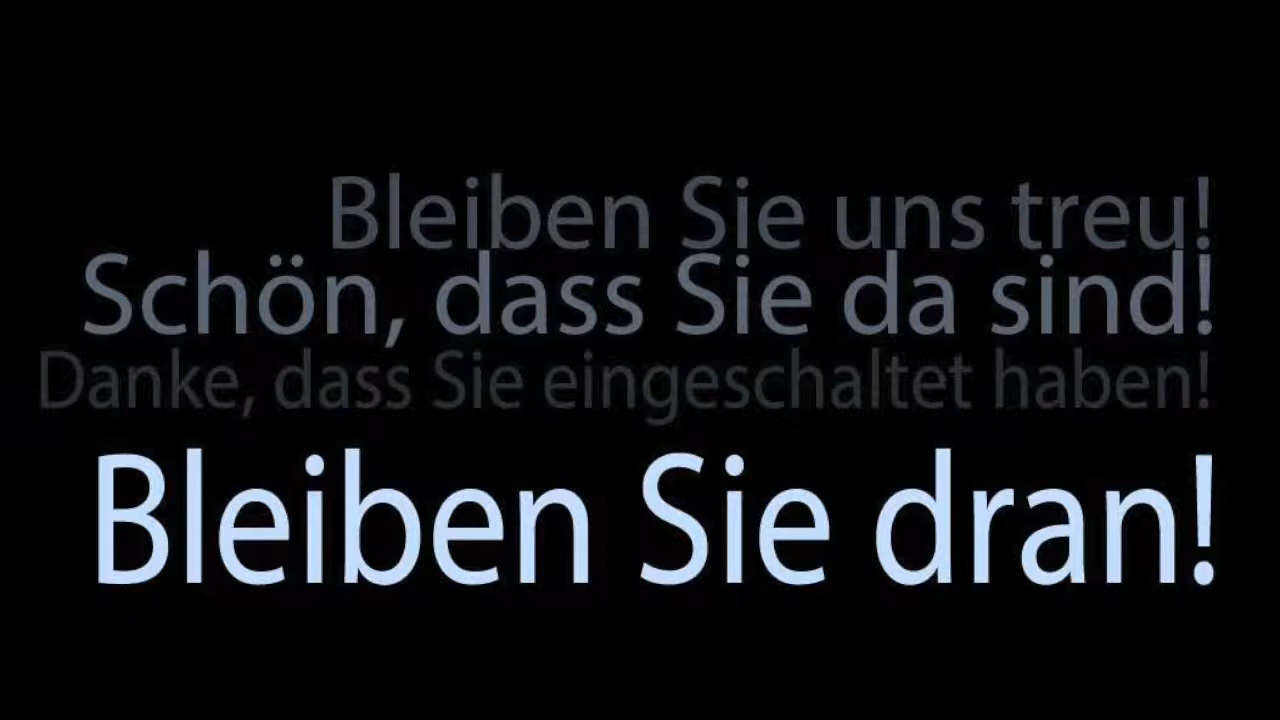 Bleiben Sie uns treu!
Schön, dass Sie da sind!
Danke, dass Sie eingeschaltet haben!
Bleiben Sie dran!